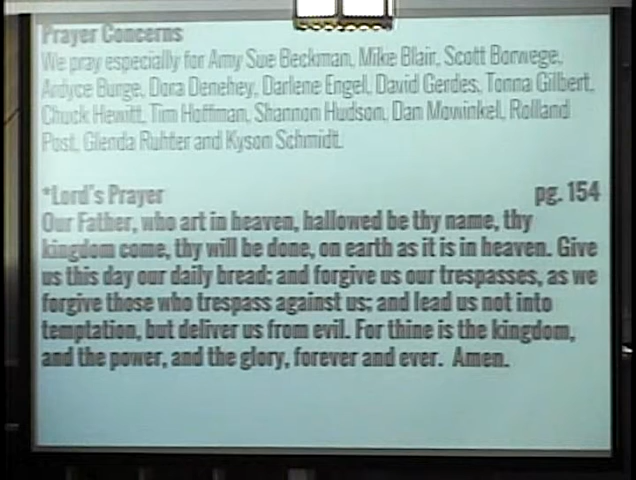 Prayer Concerns
We pray especially for Amy Sue Beckman, Mike Blair, Scott Borwege,
Ardyce Burge, Dora Denehey, Darlene Engel, David Gerdes, Tonna Gilbert,
Chuck Hewitt, Tim Hoffman, Shannon Hudson, Dan Mowinkel, Rolland
Post, Glenda Ruhter and Kyson Schmidt.
*Lord's Prayer pg. 154
Our Father, who art in heaven, hallowed be thy name, thy
kingdom come, thy will be done, on earth as it is in heaven. Give
us this day our daily bread; and forgive us our trespasses, as we
forgive those who trespass against us; and lead us not into
temptation, but deliver us from evil. For thine is the kingdom,
and the power, and the glory, forever and ever. Amen.